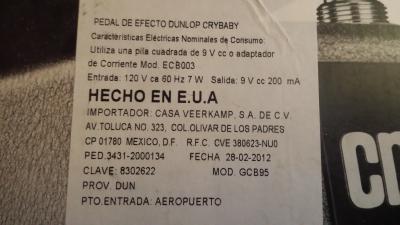 PEDAL DE EFECTO DUNLOP CRYBABY
Características Eléctricas Nominales de Consumo:
Utiliza una pila cuadrada de 9 V cc o adaptador
de Corriente Mod. ECB003
Entrada: 120 V ca 60 Hz 7 W Salida: 9 V cc 200 mA
HECHO EN E.U.A
IMPORTADOR: CASA VEERKAMP, S.A. DE C.V.
AV.TOLUCA NO. 323, COL.OLIVAR DE LOS PADRES
CP 01780 MEXICO, D.F. R.F.C. CVE 380623-NU0
PED.3431-2000134 FECHA 28-02-2012
CLAVE: 8302622 MOD. GCB95
PROV. DUN
PTO.ENTRADA: AEROPUERTO